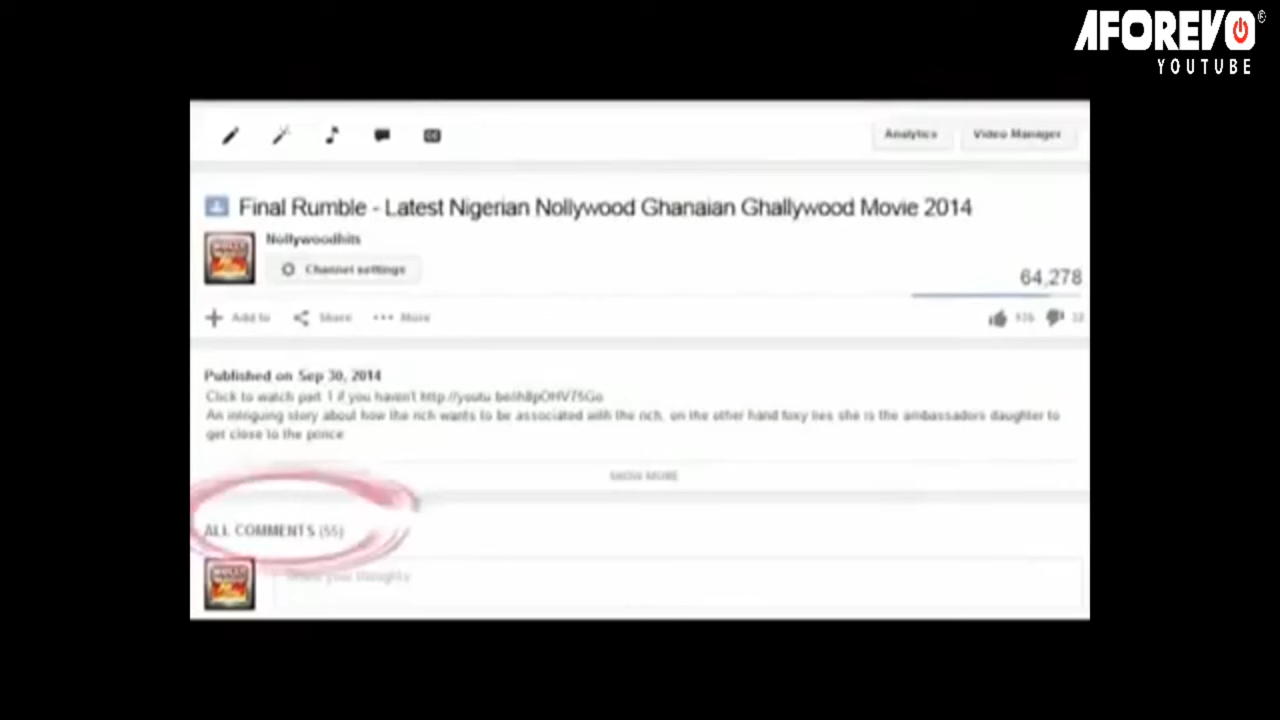 AFOREVO
YOUTUBE
Analytics
Video Manager
Final Rumble - Latest Nigerian Nollywood Ghanaian Ghallywood Movie 2014
Nollywoodhits
Channel settings
64,278
Add to
Share
More
Published on Sep 30, 2014
Click to watch part 1 if you haven't http://youtu.be/
An intriguing story about how the rich wants to be associated with the rich, on the other hand foxy lies she is the ambassadors daughter to
get close to the prince
SHOW MORE
ALL COMMENTS (55)
your thoughts